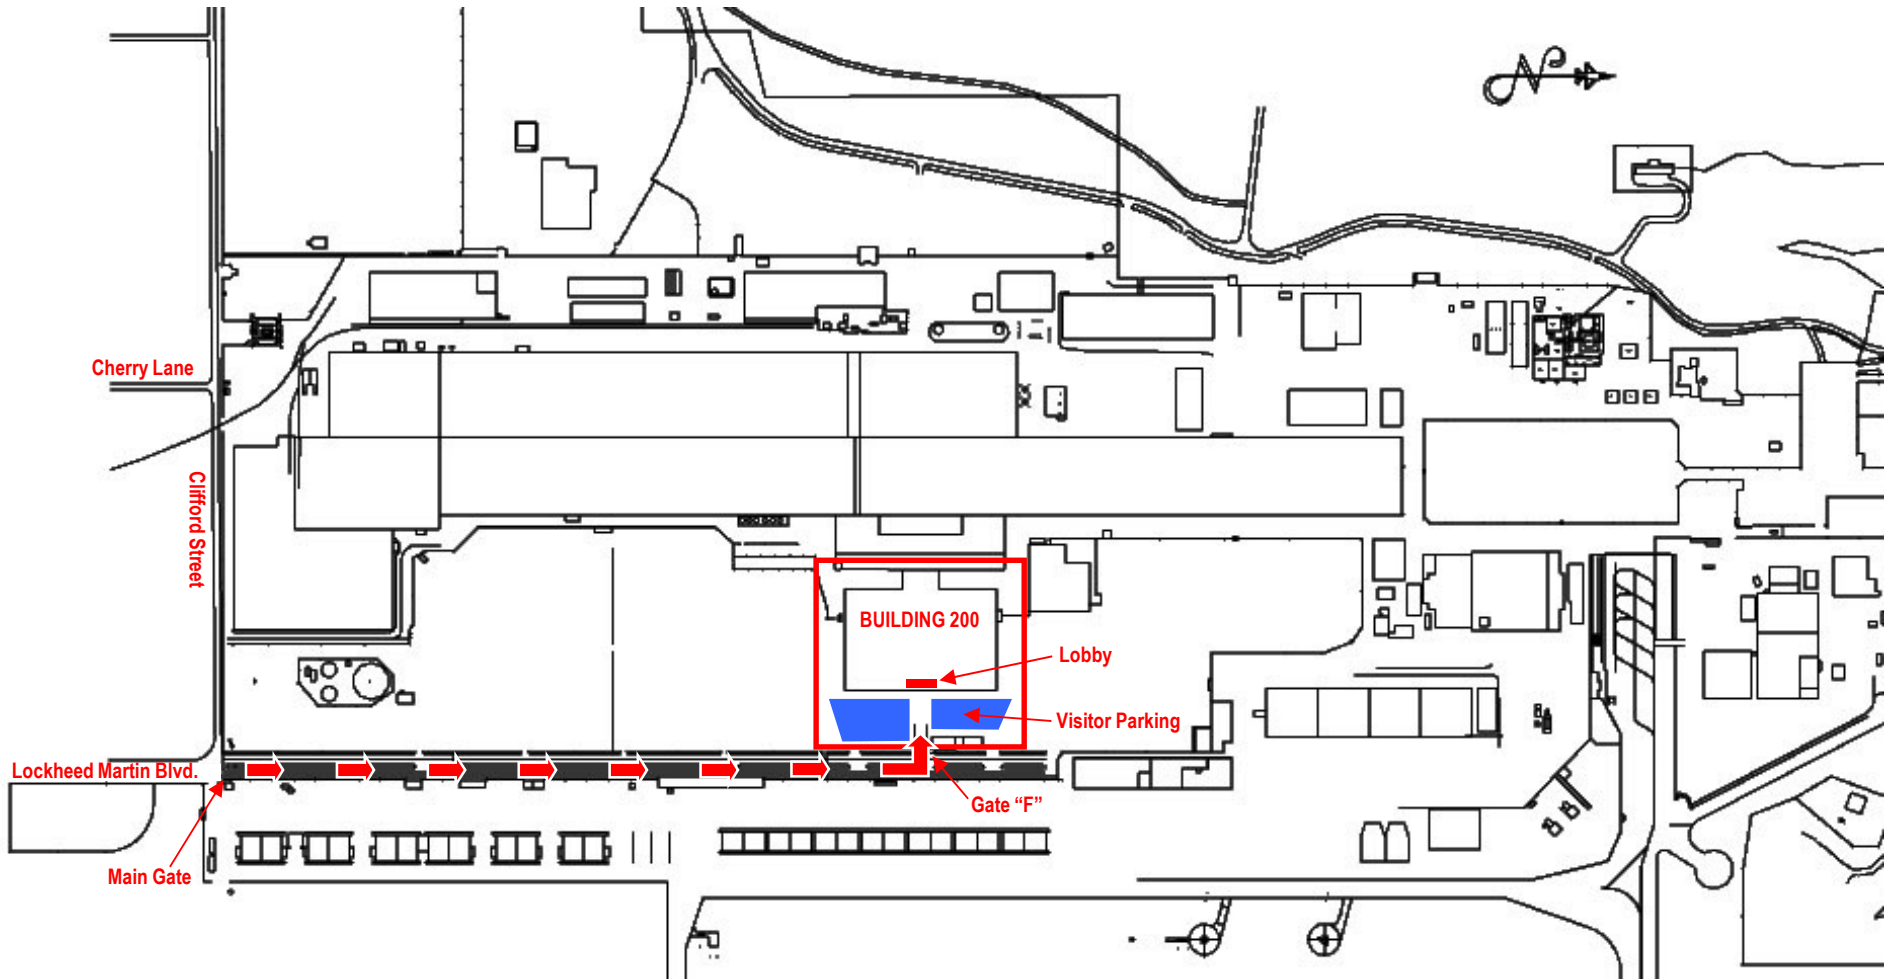 N
Cherry Lane
Clifford Street
BUILDING 200
Lobby
Visitor Parking
Lockheed Martin Blvd.
Gate “F”
Main Gate